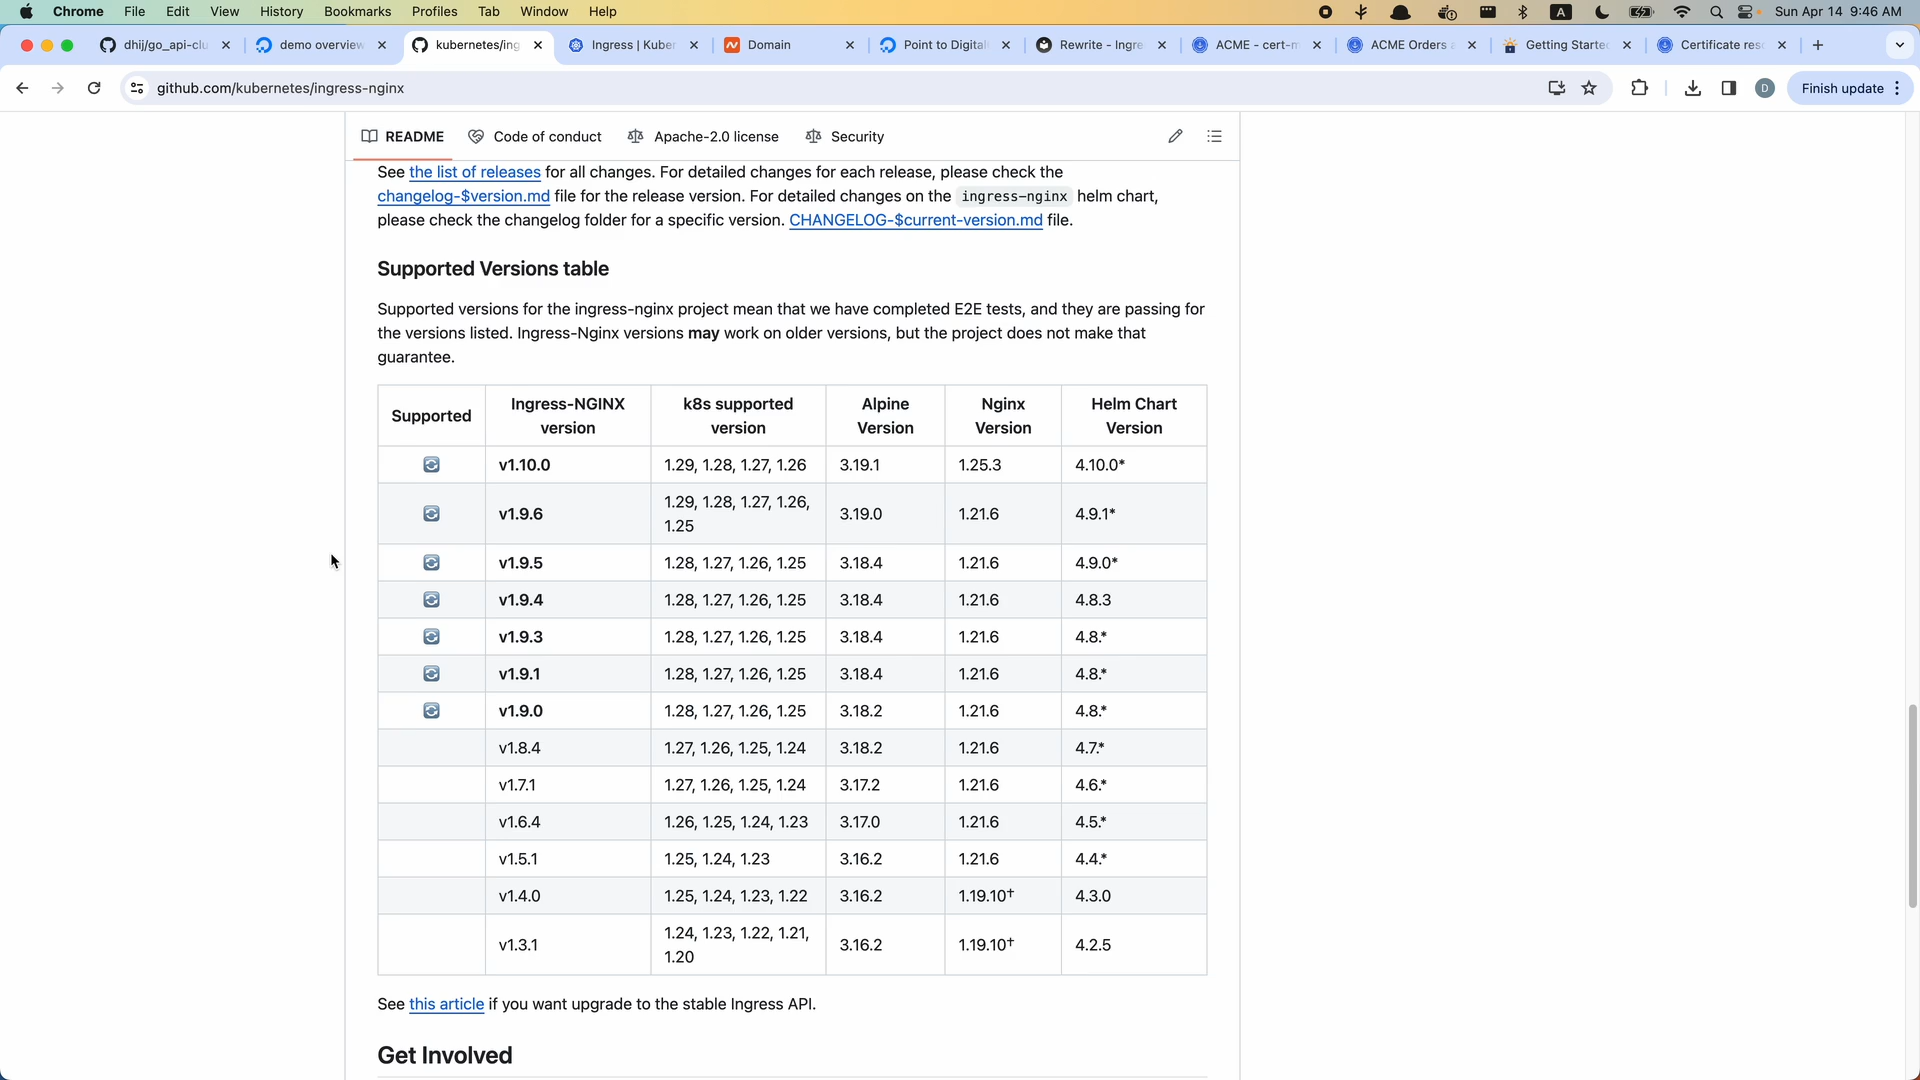 Chrome File Edit View History Bookmarks Profiles Tab Window Help A Sun Apr 14 9:46 AM
dhij/go_api-clu demo overview kubernetes/ing Ingress | Kuber Domain Point to Digital Rewrite - Ingre ACME - cert-m ACME Orders a Getting Starte Certificate res
github.com/kubernetes/ingress-nginx D Finish update
README Code of conduct Apache-2.0 license Security
See the list of releases for all changes. For detailed changes for each release, please check the
changelog-$version.md file for the release version. For detailed changes on the ingress-nginx helm chart,
please check the changelog folder for a specific version. CHANGELOG-$current-version.md file.
Supported Versions table
Supported versions for the ingress-nginx project mean that we have completed E2E tests, and they are passing for
the versions listed. Ingress-Nginx versions may work on older versions, but the project does not make that
guarantee.
Supported Ingress-NGINX version k8s supported version Alpine Version Nginx Version Helm Chart Version
v1.10.0 1.29, 1.28, 1.27, 1.26 3.19.1 1.25.3 4.10.0*
v1.9.6 1.29, 1.28, 1.27, 1.26, 1.25 3.19.0 1.21.6 4.9.1*
v1.9.5 1.28, 1.27, 1.26, 1.25 3.18.4 1.21.6 4.9.0*
v1.9.4 1.28, 1.27, 1.26, 1.25 3.18.4 1.21.6 4.8.3
v1.9.3 1.28, 1.27, 1.26, 1.25 3.18.4 1.21.6 4.8.*
v1.9.1 1.28, 1.27, 1.26, 1.25 3.18.4 1.21.6 4.8.*
v1.9.0 1.28, 1.27, 1.26, 1.25 3.18.2 1.21.6 4.8.*
v1.8.4 1.27, 1.26, 1.25, 1.24 3.18.2 1.21.6 4.7.*
v1.7.1 1.27, 1.26, 1.25, 1.24 3.17.2 1.21.6 4.6.*
v1.6.4 1.26, 1.25, 1.24, 1.23 3.17.0 1.21.6 4.5.*
v1.5.1 1.25, 1.24, 1.23 3.16.2 1.21.6 4.4.*
v1.4.0 1.25, 1.24, 1.23, 1.22 3.16.2 1.19.10† 4.3.0
v1.3.1 1.24, 1.23, 1.22, 1.21, 1.20 3.16.2 1.19.10† 4.2.5
See this article if you want upgrade to the stable Ingress API.
Get Involved